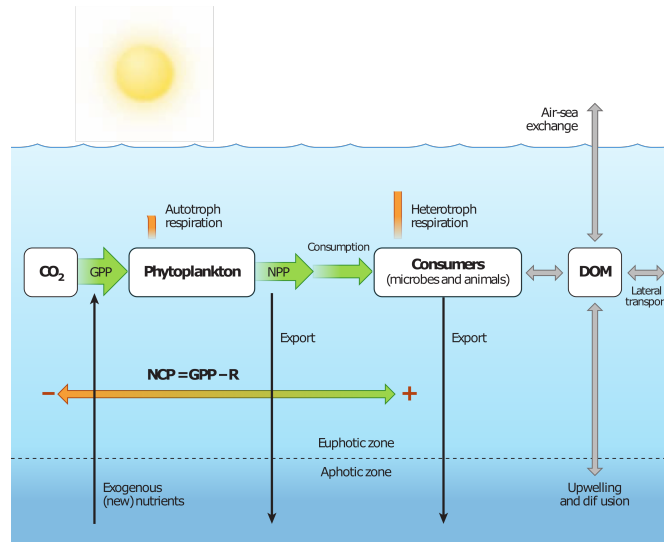 Air-sea
exchange
Autotroph
respiration
Heterotroph
respiration
CO2
GPP
Phytoplankton
NPP
Consumption
Consumers
(microbes and animals)
DOM
Lateral
transpor
Export
Export
NCP = GPP – R
–
+
Euphotic zone
Aphotic zone
Exogenous
(new) nutrients
Upwelling
and dif usion